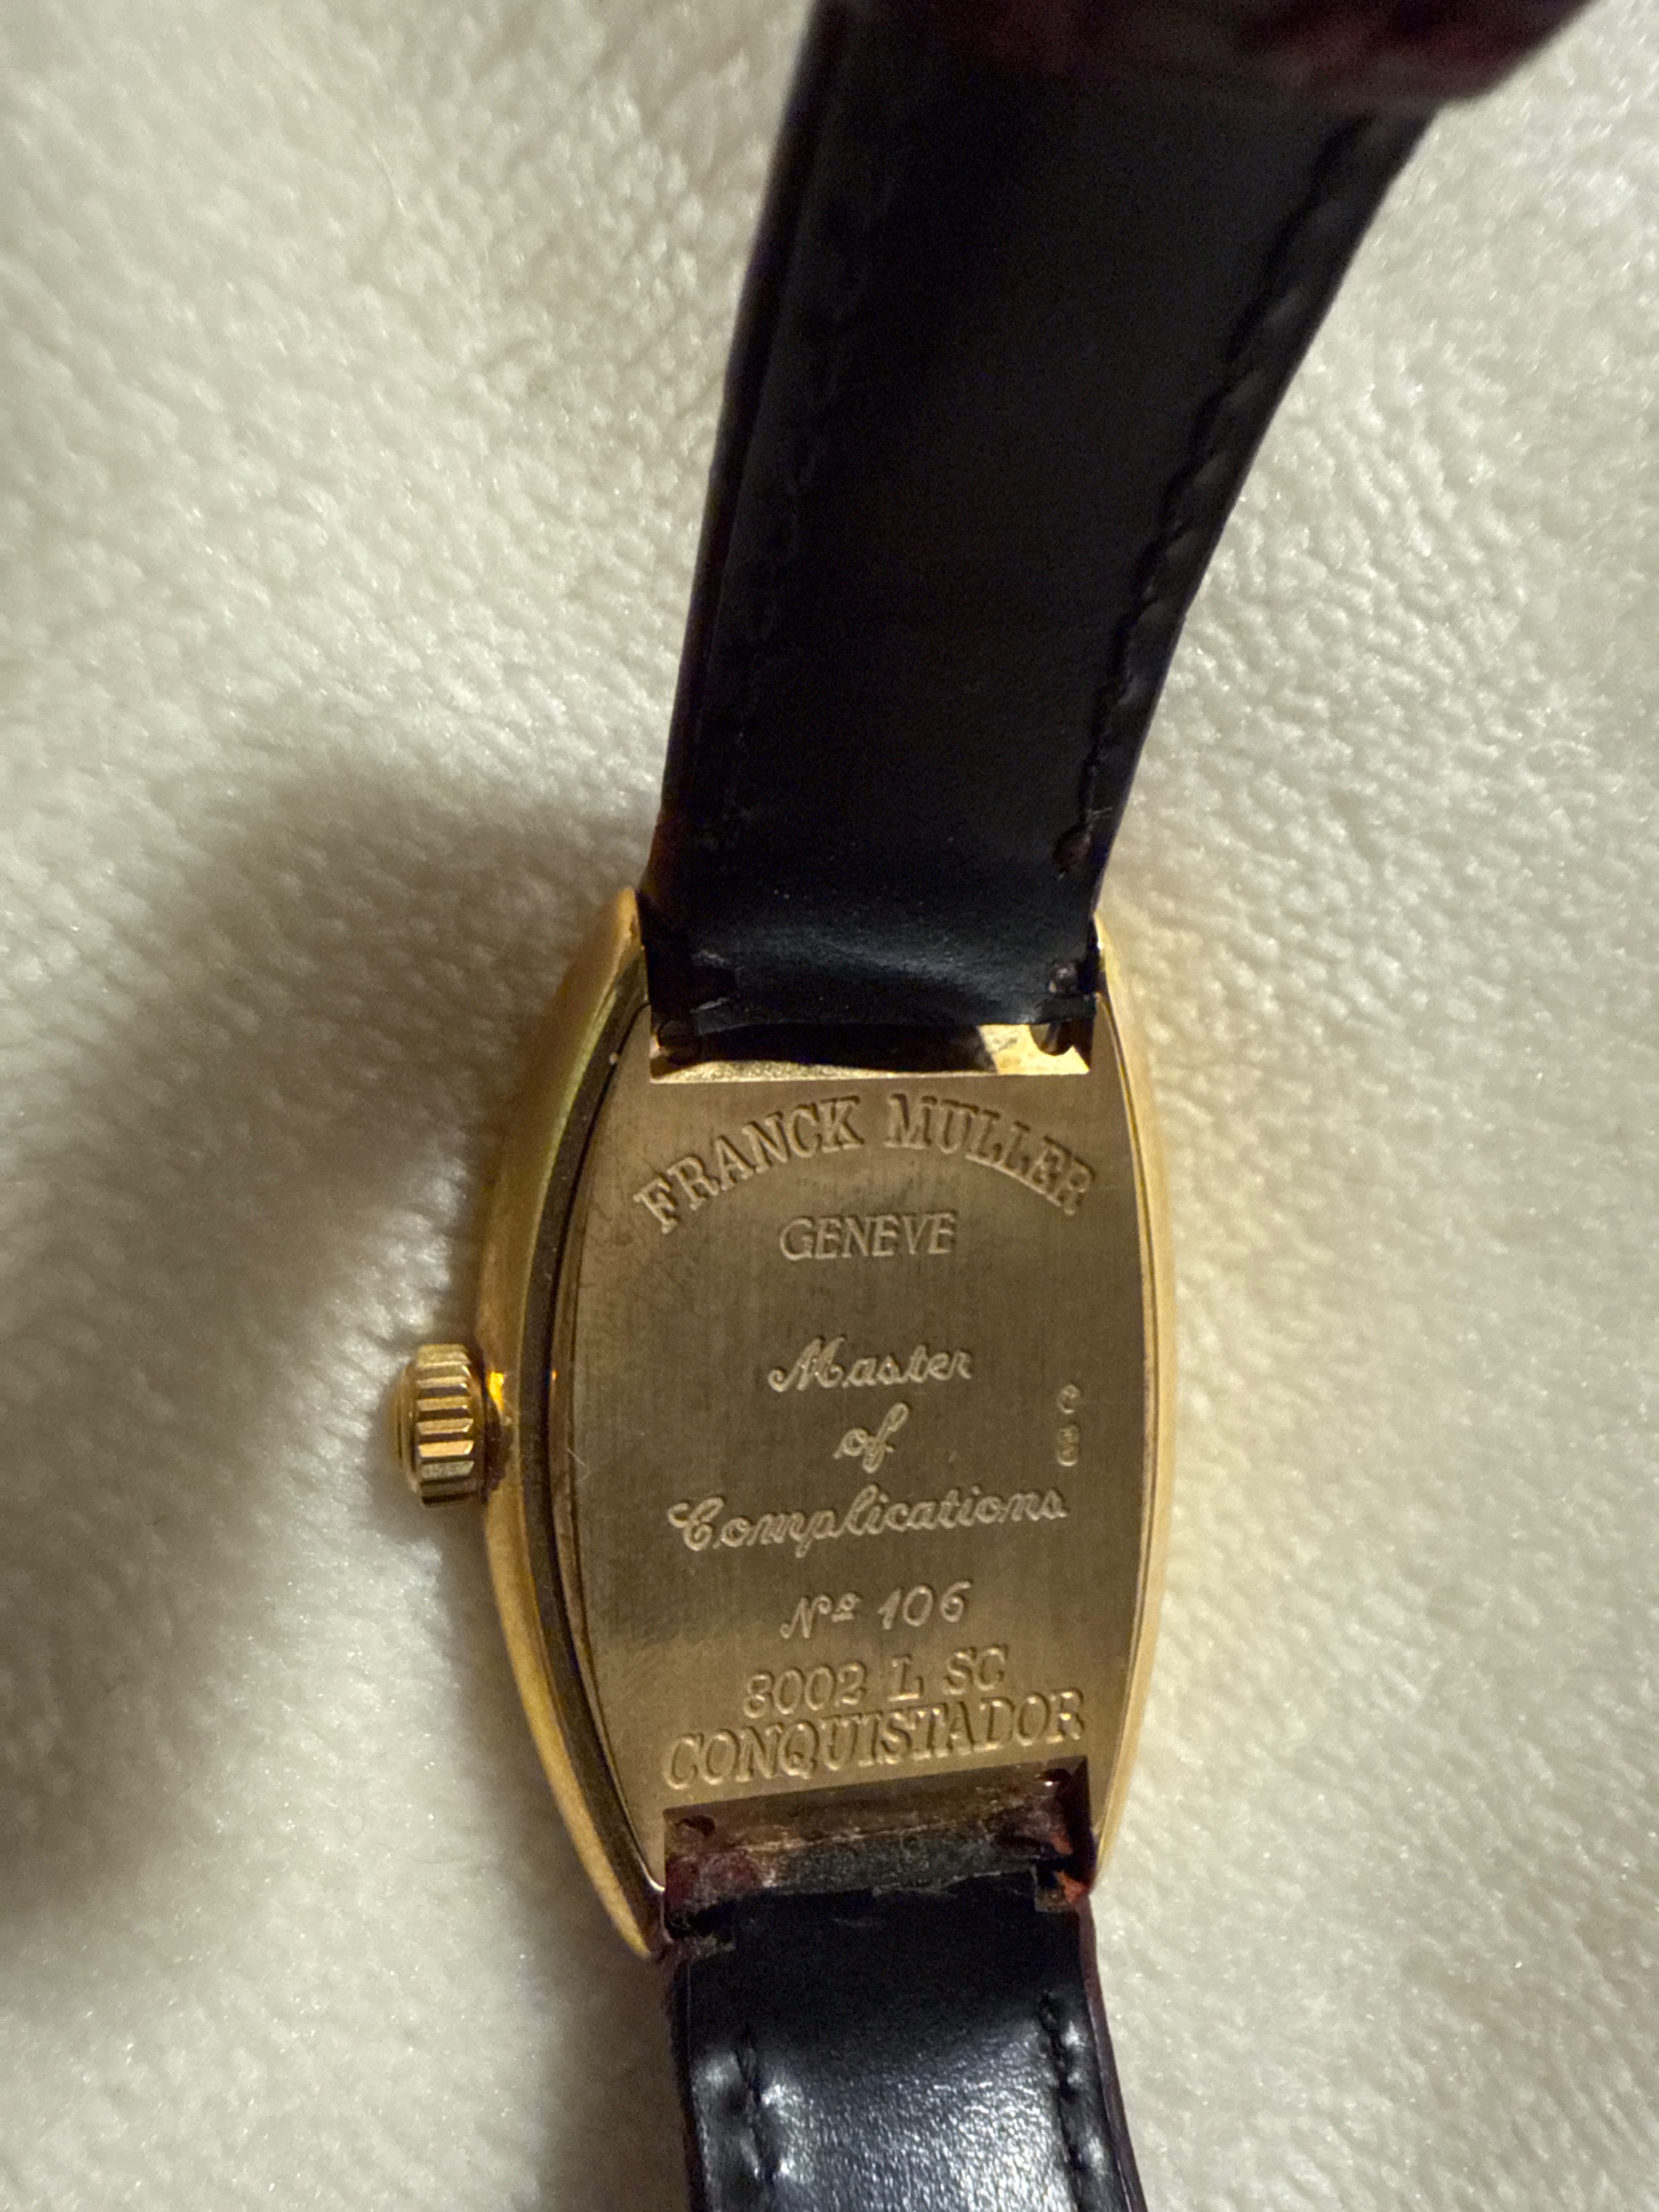 FRANCK MULLER
GENEVE
Master
of
Complications
Nº 106
8002 L SC
CONQUISTADOR